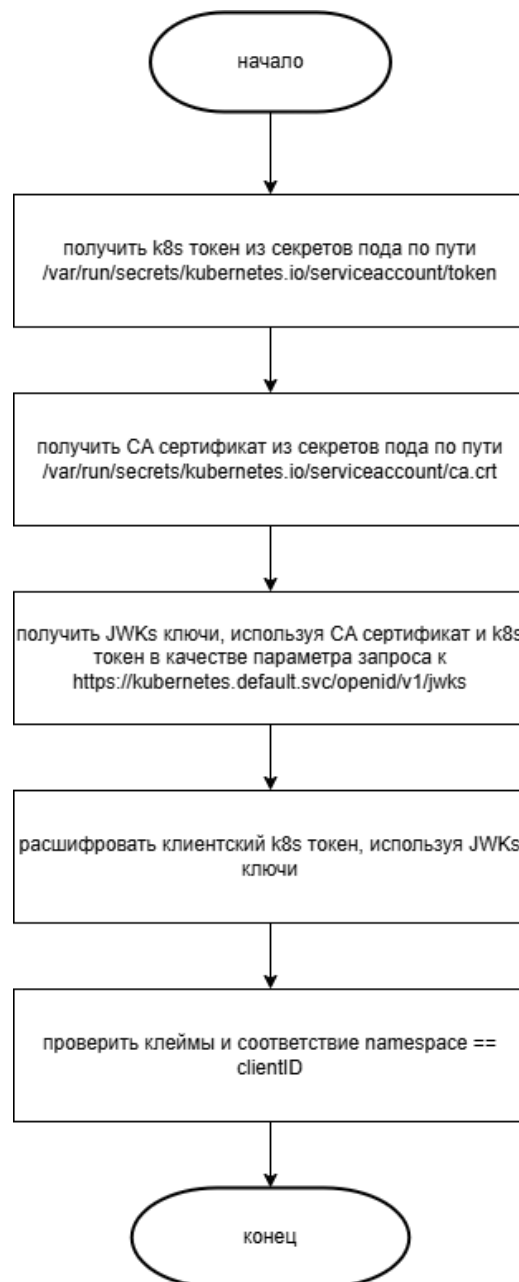 начало
получить k8s токен из секретов пода по пути
/var/run/secrets/kubernetes.io/serviceaccount/token
получить CA сертификат из секретов пода по пути
/var/run/secrets/kubernetes.io/serviceaccount/ca.crt
получить JWKs ключи, используя CA сертификат и k8s
токен в качестве параметра запроса к
https://kubernetes.default.svc/openid/v1/jwks
расшифровать клиентский k8s токен, используя JWKs
ключи
проверить клеймы и соответствие namespace ==
clientID
конец